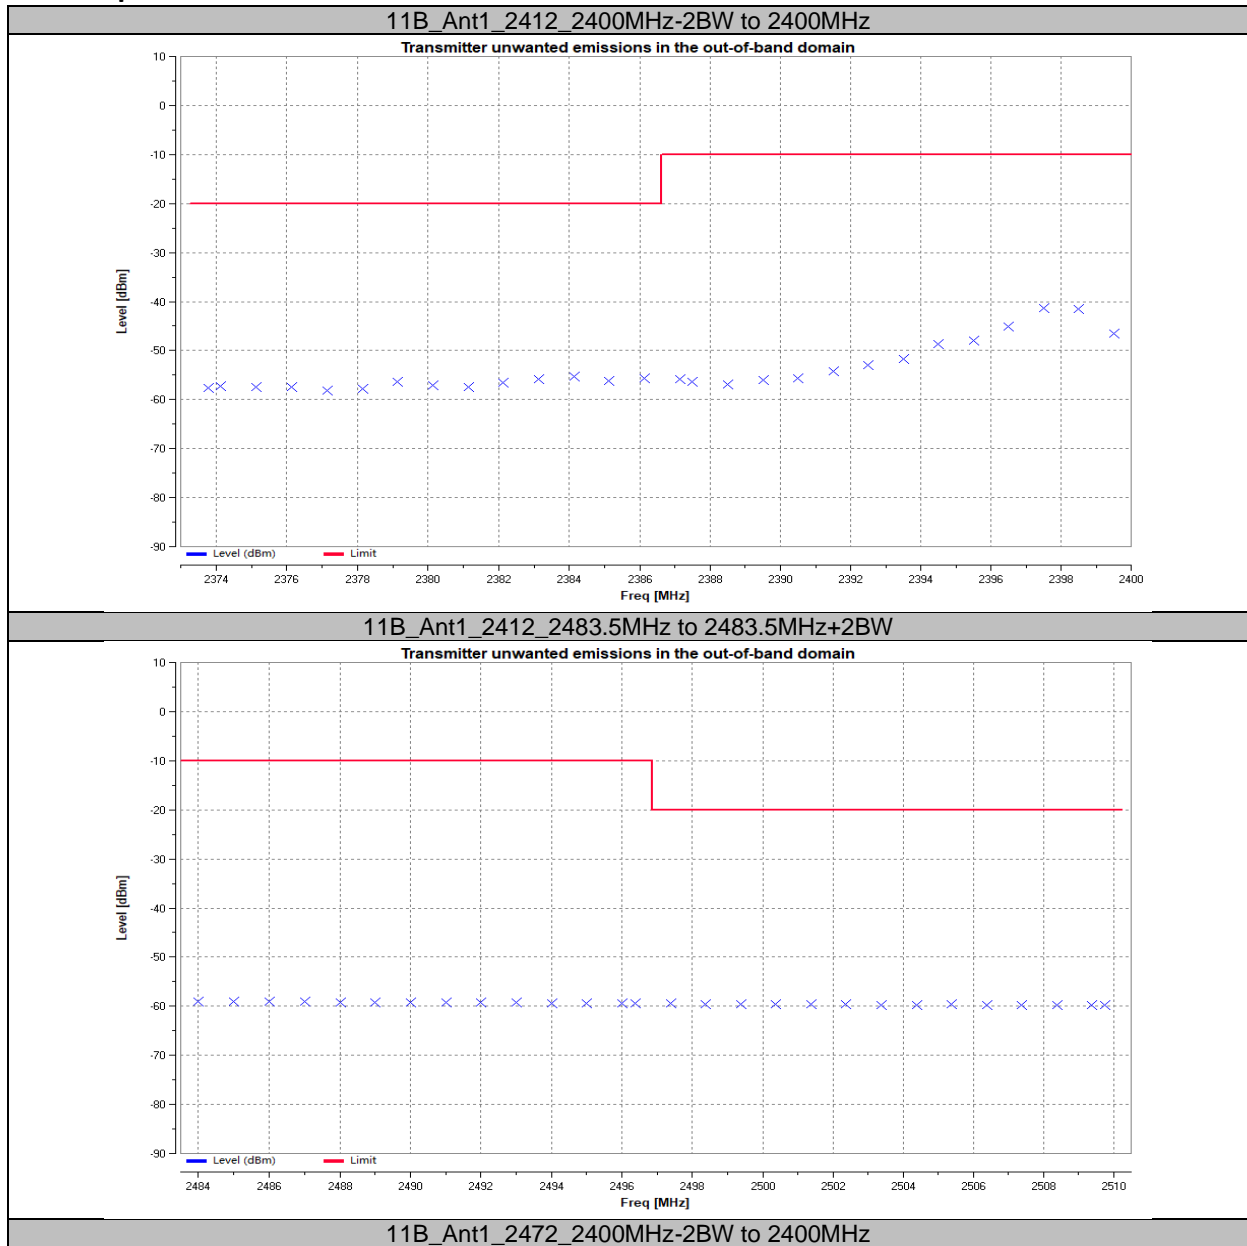 11B_Ant1_2412_2400MHz-2BW to 2400MHz
Transmitter unwanted emissions in the out-of-band domain
10
0
-10
-20
-30
-40
-50
-60
-70
-80
-90
Level [dBm]
Level (dBm) Limit
2374 2376 2378 2380 2382 2384 2386 2388 2390 2392 2394 2396 2398 2400
Freq [MHz]
11B_Ant1_2412_2483.5MHz to 2483.5MHz+2BW
Transmitter unwanted emissions in the out-of-band domain
10
0
-10
-20
-30
-40
-50
-60
-70
-80
-90
Level [dBm]
Level (dBm) Limit
2484 2486 2488 2490 2492 2494 2496 2498 2500 2502 2504 2506 2508 2510
Freq [MHz]
11B_Ant1_2472_2400MHz-2BW to 2400MHz